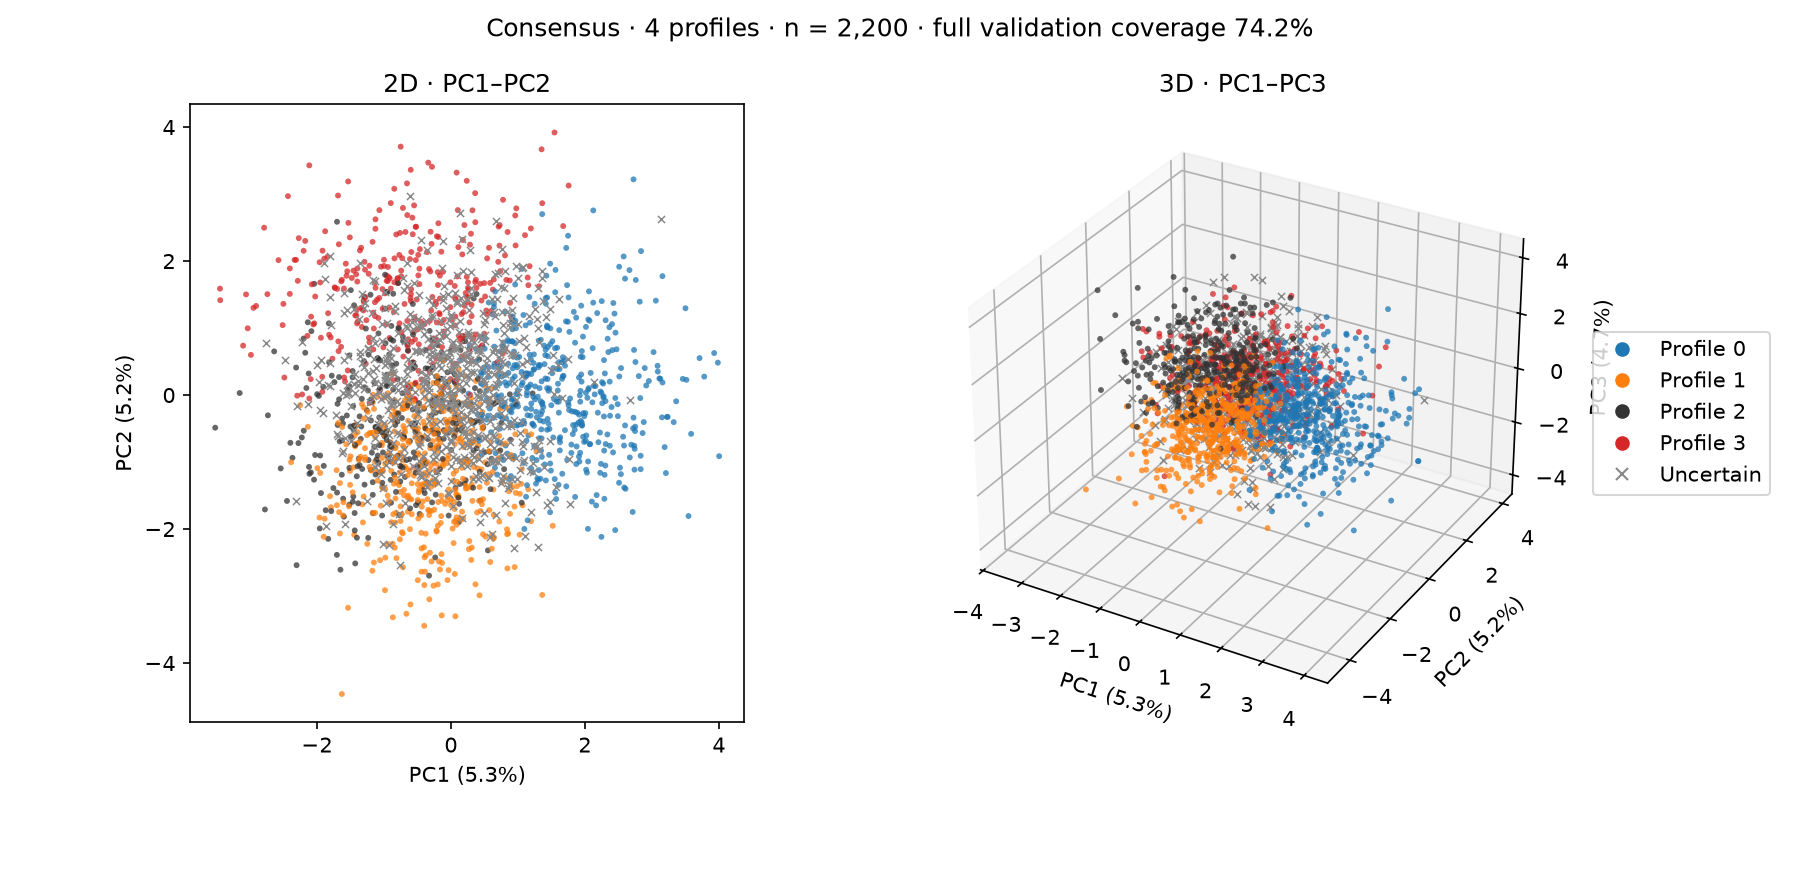 Consensus · 4 profiles · n = 2,200 · full validation coverage 74.2%
2D · PC1–PC2
4
2
0
−2
−4
PC2 (5.2%)
−2
0
2
4
PC1 (5.3%)
3D · PC1–PC3
4
2
0
−2
−4
PC3 (4.7%)
−4
−3
−2
−1
0
1
2
3
4
PC1 (5.3%)
−4
−2
0
2
4
PC2 (5.2%)
Profile 0
Profile 1
Profile 2
Profile 3
Uncertain